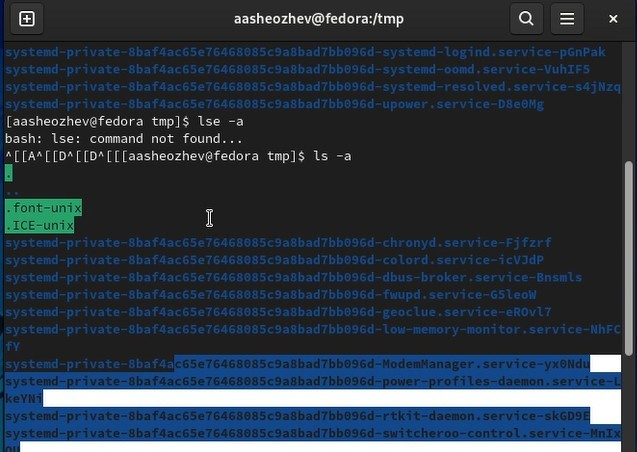 aasheozhev@fedora:/tmp
systemd-private-8baf4ac65e76468085c9a8bad7bb096d-systemd-logind.service-pGnPak
systemd-private-8baf4ac65e76468085c9a8bad7bb096d-systemd-oomd.service-VuhIF5
systemd-private-8baf4ac65e76468085c9a8bad7bb096d-systemd-resolved.service-s4jNzq
systemd-private-8baf4ac65e76468085c9a8bad7bb096d-upower.service-D8e0Mg
[aasheozhev@fedora tmp]$ lse -a
bash: lse: command not found...
^[[A^[[D^[[D^[[[aasheozhev@fedora tmp]$ ls -a
.
..
.font-unix
.ICE-unix
systemd-private-8baf4ac65e76468085c9a8bad7bb096d-chronyd.service-Fjfzrf
systemd-private-8baf4ac65e76468085c9a8bad7bb096d-colord.service-icVJdP
systemd-private-8baf4ac65e76468085c9a8bad7bb096d-dbus-broker.service-Bnsmls
systemd-private-8baf4ac65e76468085c9a8bad7bb096d-fwupd.service-G5leoW
systemd-private-8baf4ac65e76468085c9a8bad7bb096d-geoclue.service-eROvl7
systemd-private-8baf4ac65e76468085c9a8bad7bb096d-low-memory-monitor.service-NhFC
fY
systemd-private-8baf4ac65e76468085c9a8bad7bb096d-ModemManager.service-yx0Ndu
systemd-private-8baf4ac65e76468085c9a8bad7bb096d-power-profiles-daemon.service-L
keYNi
systemd-private-8baf4ac65e76468085c9a8bad7bb096d-rtkit-daemon.service-skGD9E
systemd-private-8baf4ac65e76468085c9a8bad7bb096d-switcheroo-control.service-MnIx